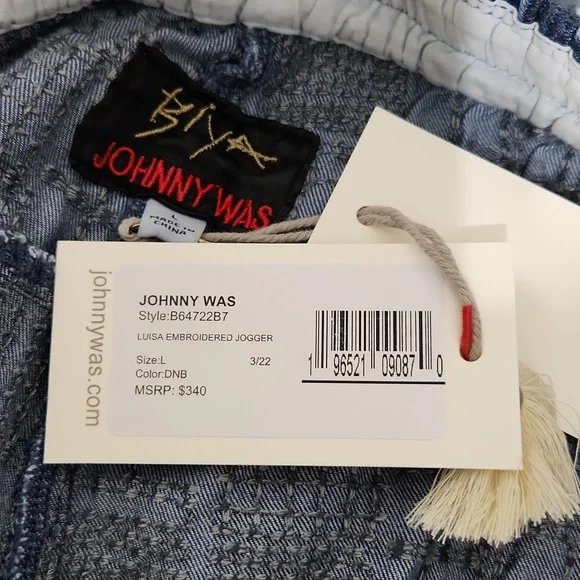 Biya
JOHNNY WAS
L
MADE IN
CHINA
johnnywas.com
JOHNNY WAS
Style:B64722B7
LUISA EMBROIDERED JOGGER
Size:L 3/22
Color:DNB
MSRP: $340
1 96521 09087 0